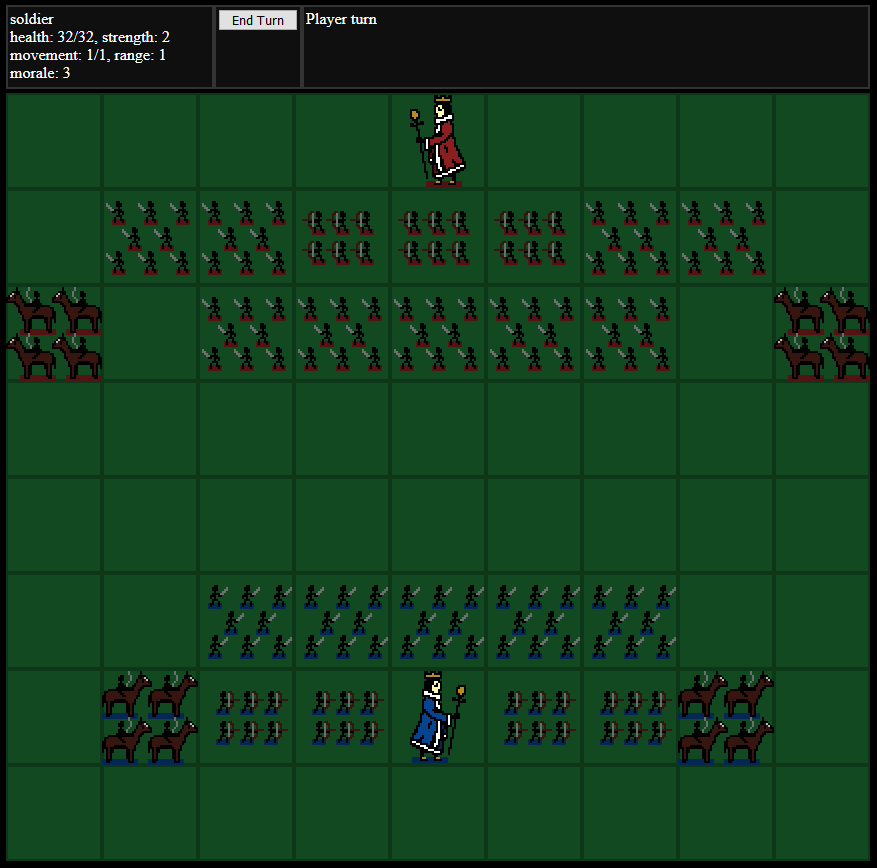 soldier
health: 32/32, strength: 2
movement: 1/1, range: 1
morale: 3
End Turn
Player turn